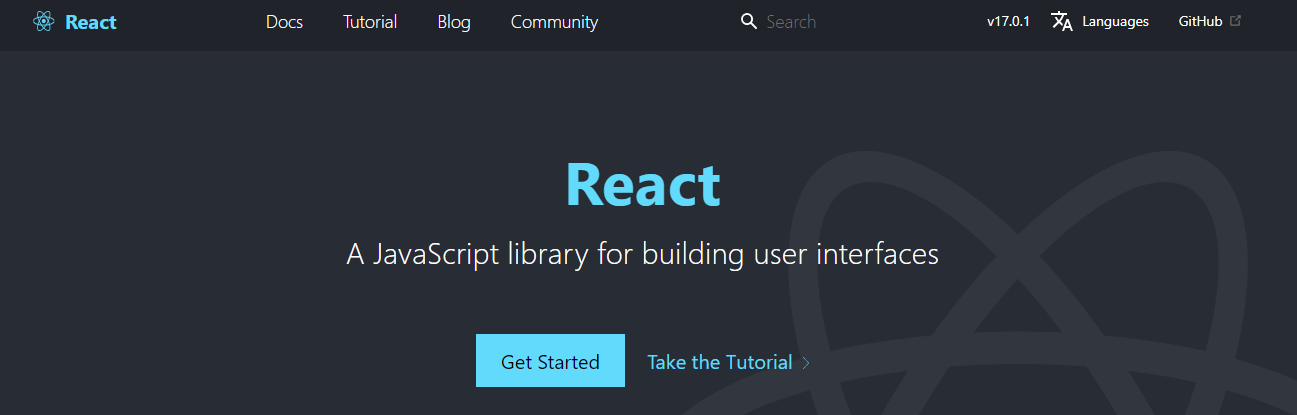 React Docs Tutorial Blog Community Search v17.0.1 Languages GitHub
React
A JavaScript library for building user interfaces
Get Started Take the Tutorial